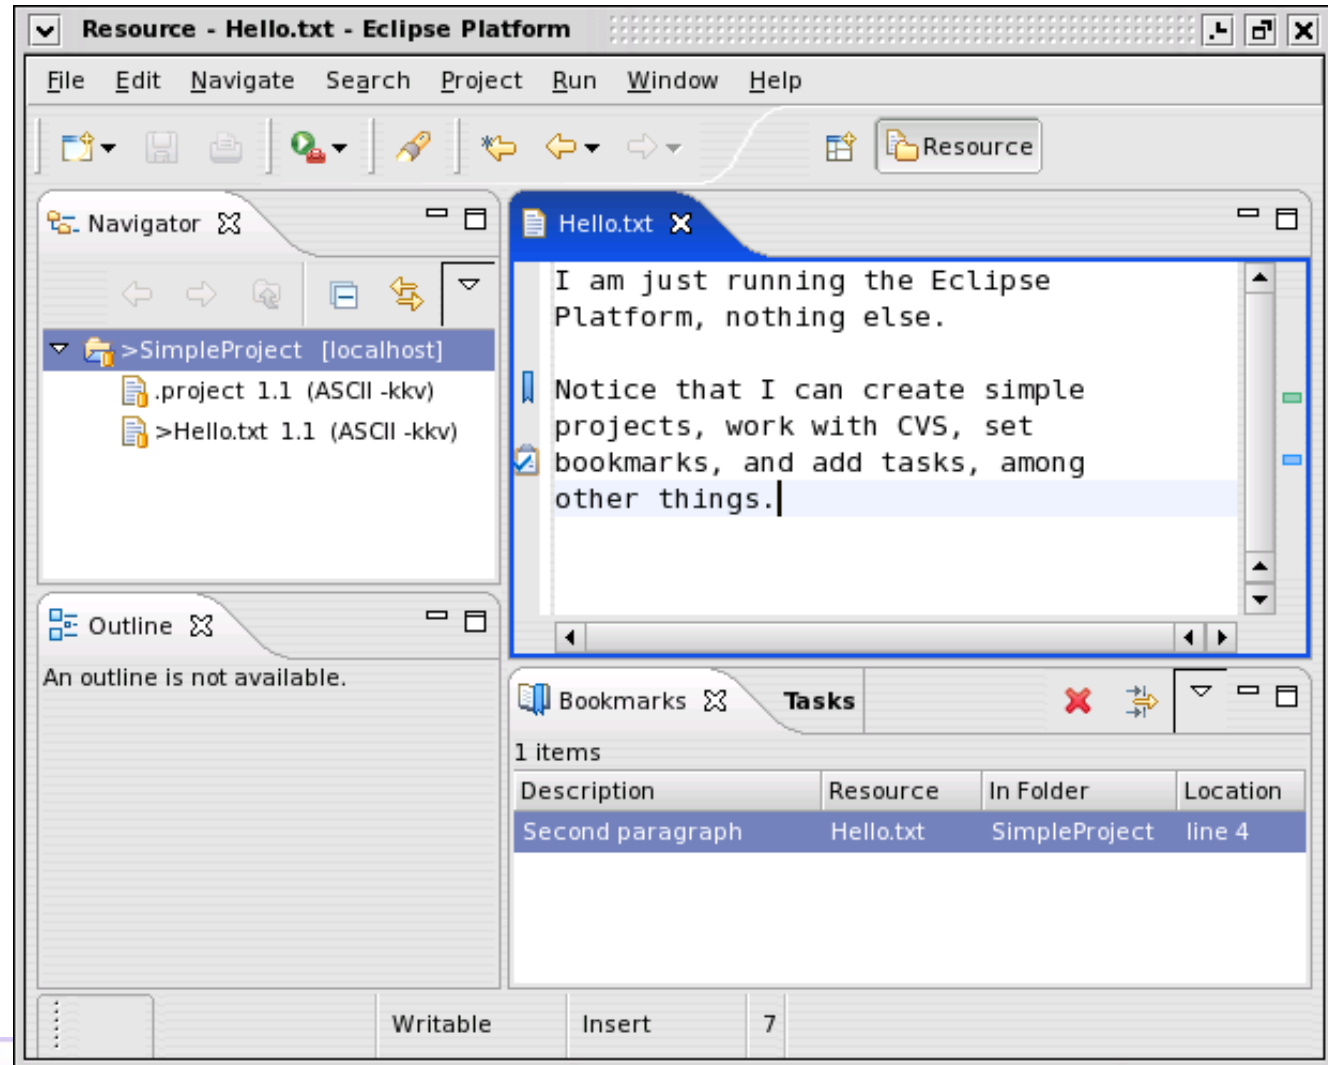 Resource - Hello.txt - Eclipse Platform
File Edit Navigate Search Project Run Window Help
Resource
Navigator
>SimpleProject [localhost]
.project 1.1 (ASCII -kkv)
>Hello.txt 1.1 (ASCII -kkv)
Hello.txt
I am just running the Eclipse
Platform, nothing else.
Notice that I can create simple
projects, work with CVS, set
bookmarks, and add tasks, among
other things.
Outline
An outline is not available.
Bookmarks Tasks
1 items
Description Resource In Folder Location
Second paragraph Hello.txt SimpleProject line 4
Writable Insert 7